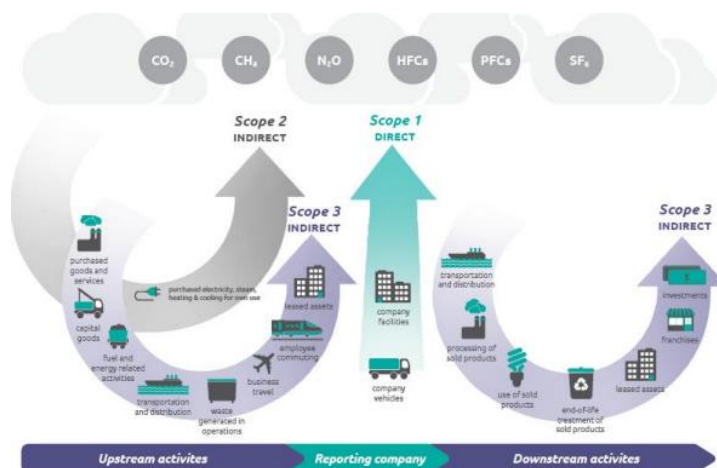 CO₂
CH₄
N₂O
HFCs
PFCs
SF₆
Scope 2
INDIRECT
Scope 1
DIRECT
Scope 3
INDIRECT
Scope 3
INDIRECT
purchased
goods and
services
capital
goods
fuel and
energy related
activities
transportation
and distribution
waste
generated in
operations
business
travel
employee
commuting
leased assets
purchased electricity, steam,
heating & cooling for own use
company
facilities
company
vehicles
transportation
and distribution
processing of
sold products
use of sold
products
end-of-life
treatment of
sold products
leased assets
franchises
investments
Upstream activites
Reporting company
Downstream activites